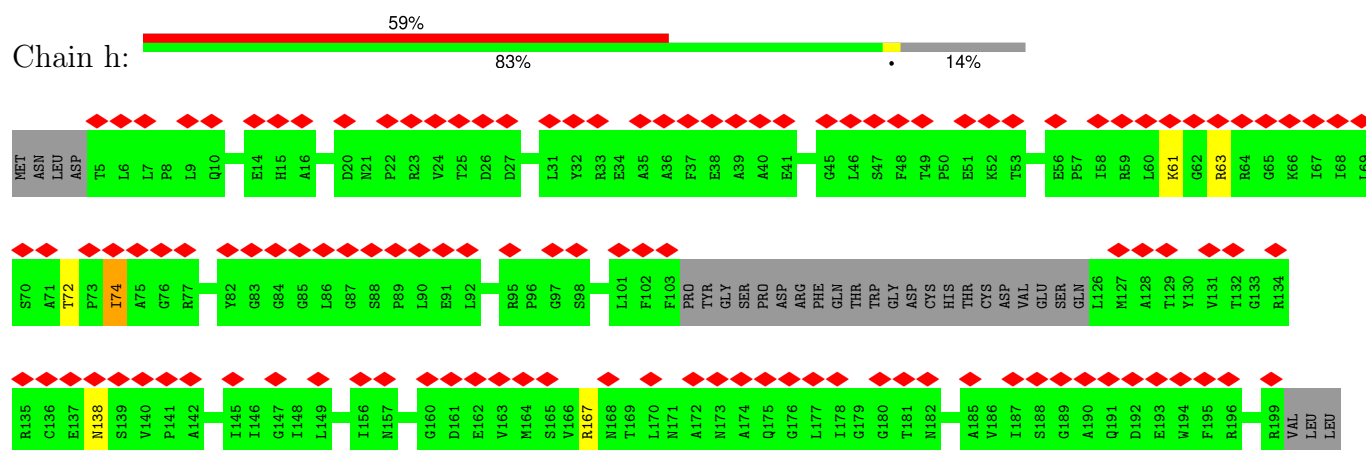 59%
Chain h:
83% • 14%
MET ASN LEU ASP T5 L6 L7 P8 L9 Q10 E14 H15 A16 D20 N21 P22 R23 V24 T25 D26 D27 L31 Y32 R33 E34 A35 A36 F37 E38 A39 A40 E41 G45 L46 S47 F48 T49 P50 E51 K52 T53 E56 P57 I58 R59 L60 K61 G62 R63 R64 G65 K66 I67 I68 L69
S70 A71 T72 P73 I74 A75 G76 R77 Y82 G83 G84 G85 L86 G87 S88 P89 L90 E91 L92 R95 P96 G97 S98 L101 F102 F103 PRO TYR GLY SER PRO ASP ARG PHE GLN THR TRP GLY ASP CYS HIS THR CYS ASP VAL GLU SER GLN L126 M127 A128 T129 Y130 V131 T132 G133 R134
R135 C136 E137 N138 S139 V140 P141 A142 I145 I146 G147 I148 L149 I156 N157 G160 D161 E162 V163 M164 S165 V166 R167 N168 T169 L170 N171 A172 N173 A174 Q175 G176 L177 I178 G179 G180 T181 N182 A185 V186 I187 S188 G189 A190 Q191 D192 E193 W194 F195 R196 R199 VAL LEU LEU